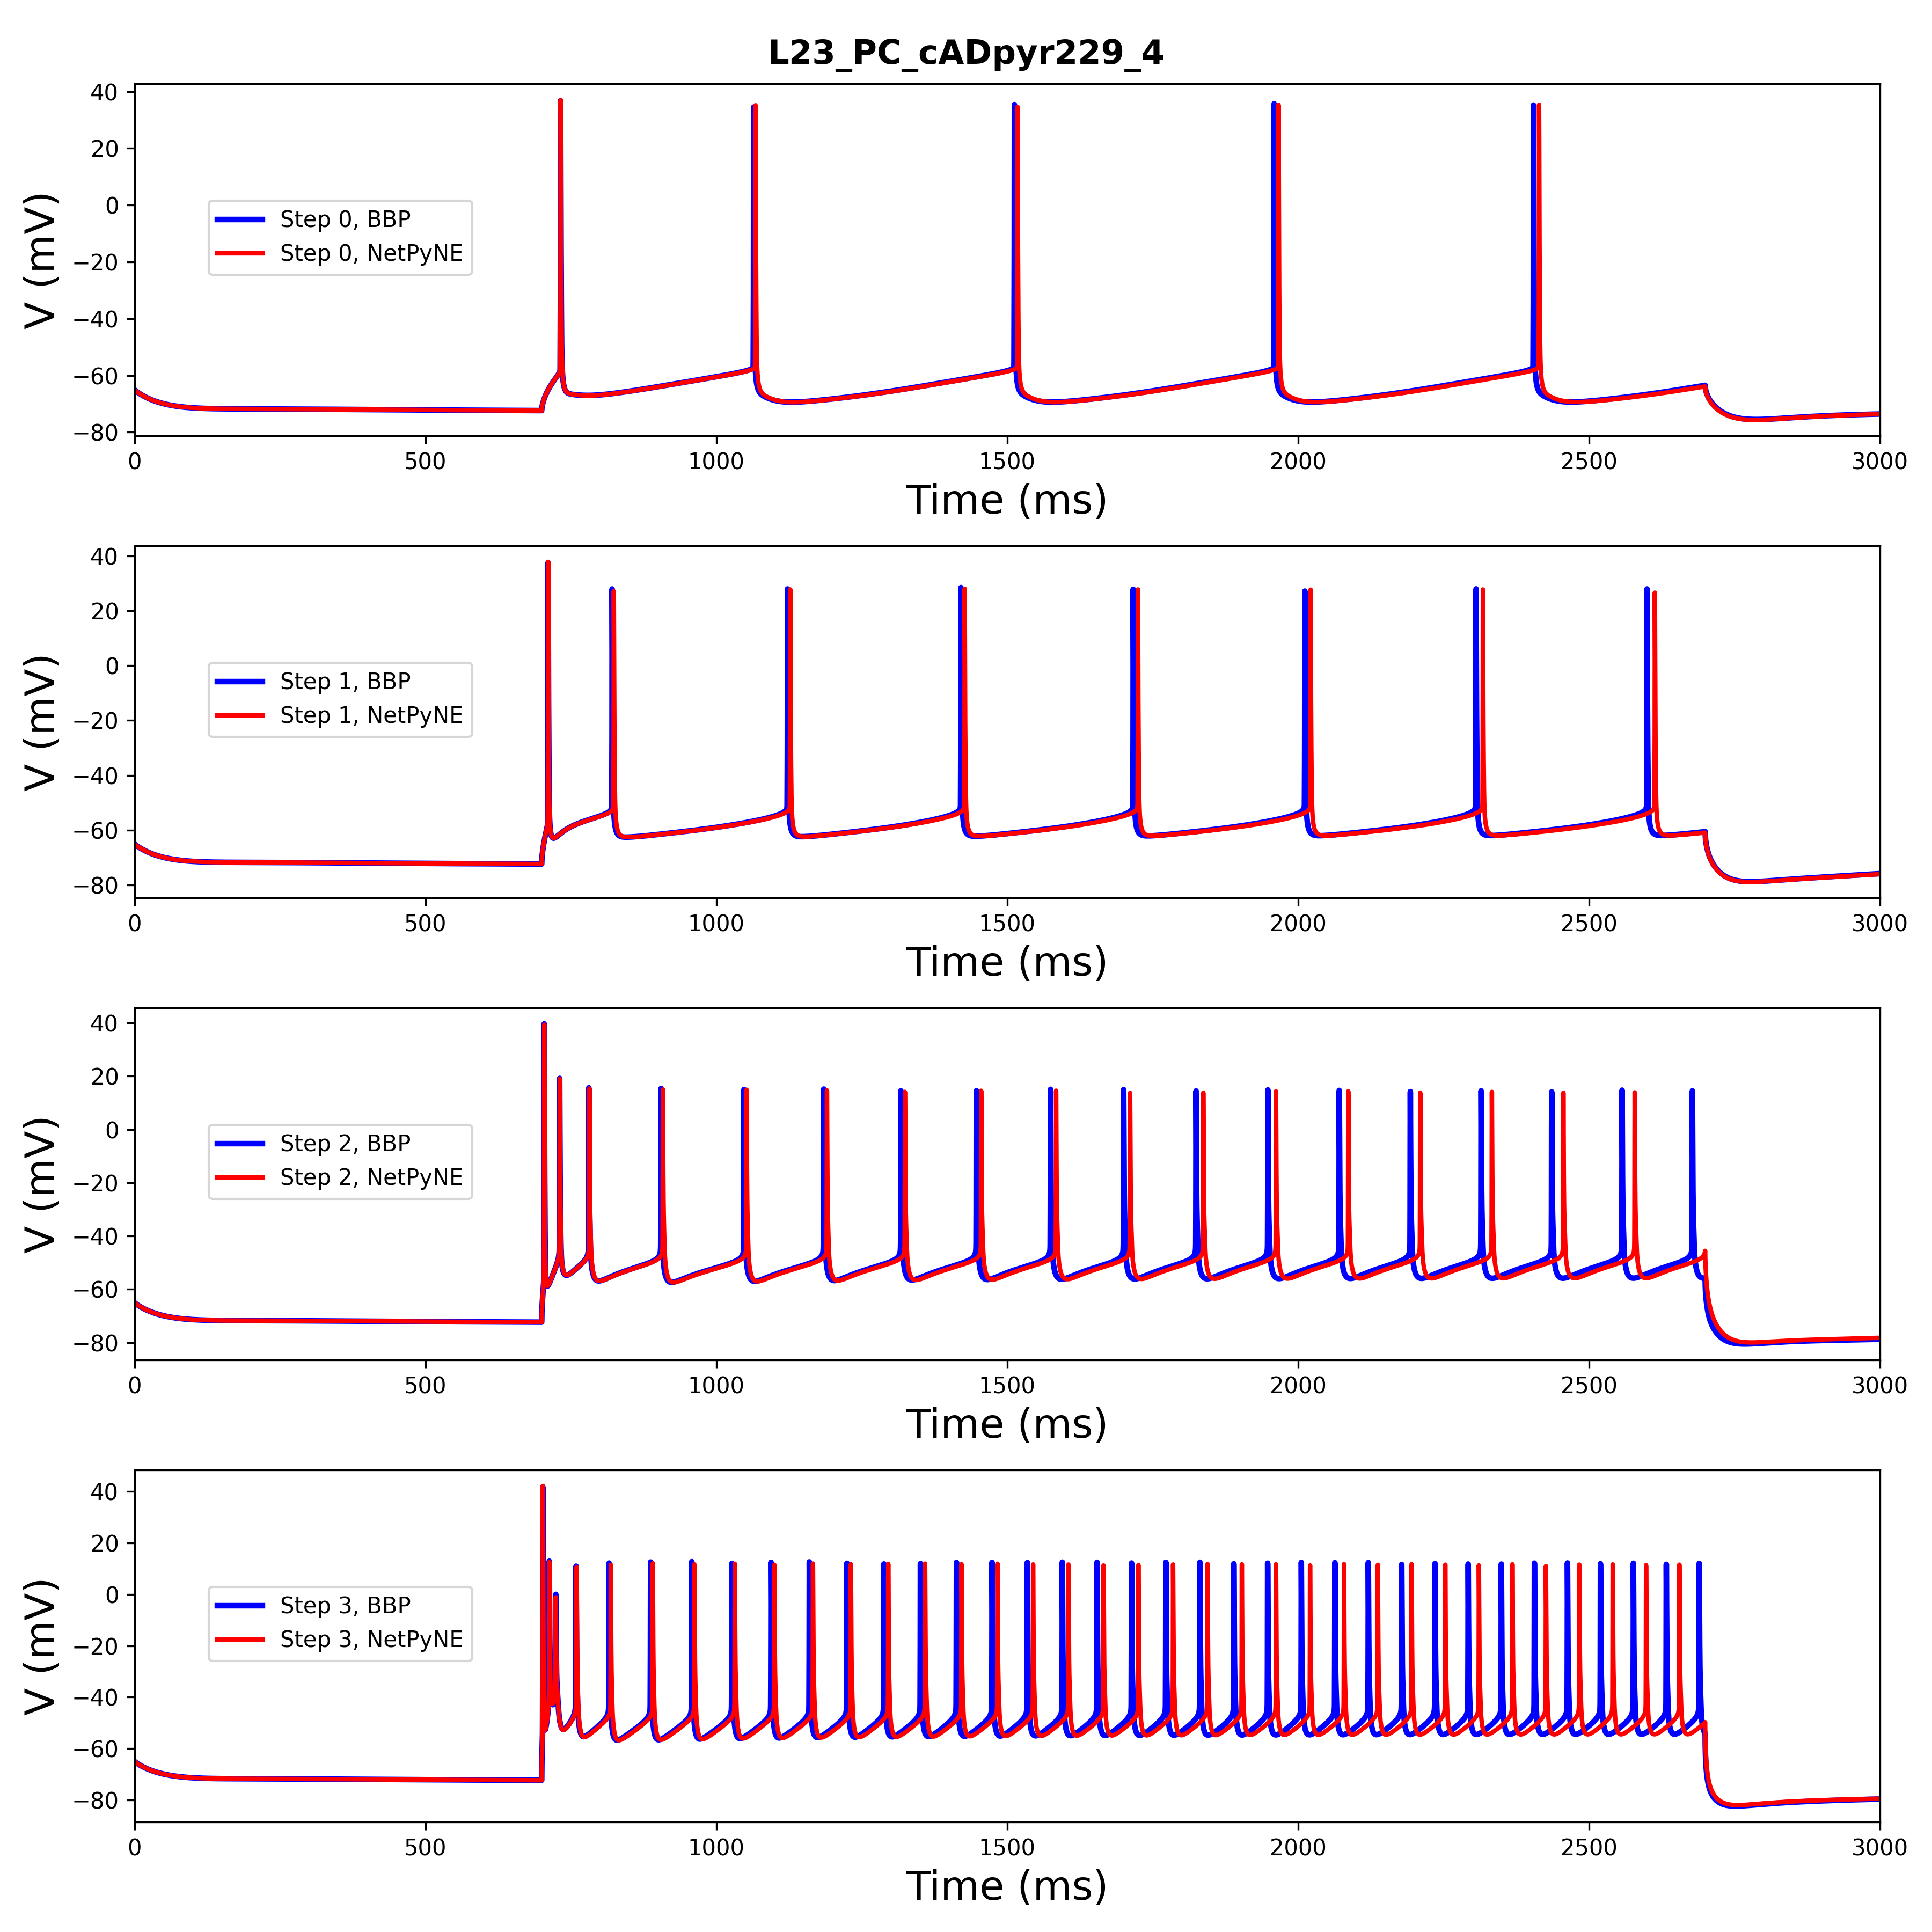 L23_PC_cADpyr229_4
V (mV)
40
20
0
−20
−40
−60
−80
Step 0, BBP
Step 0, NetPyNE
0 500 1000 1500 2000 2500 3000
Time (ms)
V (mV)
40
20
0
−20
−40
−60
−80
Step 1, BBP
Step 1, NetPyNE
0 500 1000 1500 2000 2500 3000
Time (ms)
V (mV)
40
20
0
−20
−40
−60
−80
Step 2, BBP
Step 2, NetPyNE
0 500 1000 1500 2000 2500 3000
Time (ms)
V (mV)
40
20
0
−20
−40
−60
−80
Step 3, BBP
Step 3, NetPyNE
0 500 1000 1500 2000 2500 3000
Time (ms)